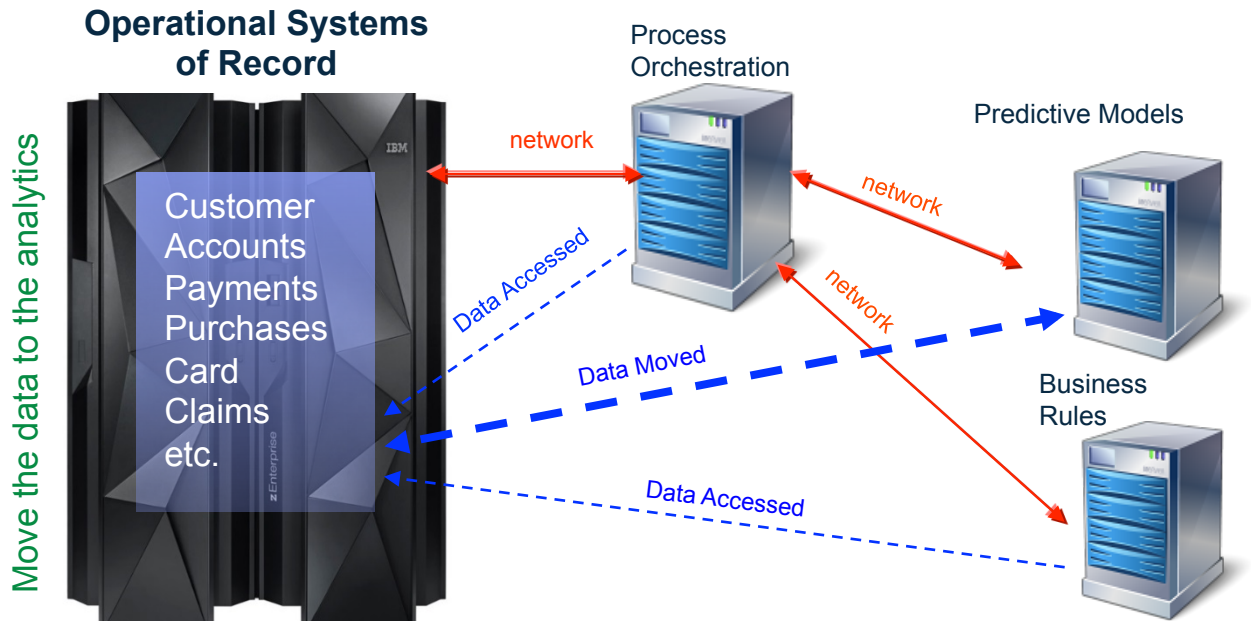 Operational Systems
of Record
Process
Orchestration
Predictive Models
Move the data to the analytics
IBM
network
network
Customer
Accounts
Payments
Purchases
Card
Claims
etc.
Data Accessed
network
Data Moved
Business
Rules
Data Accessed
zEnterprise